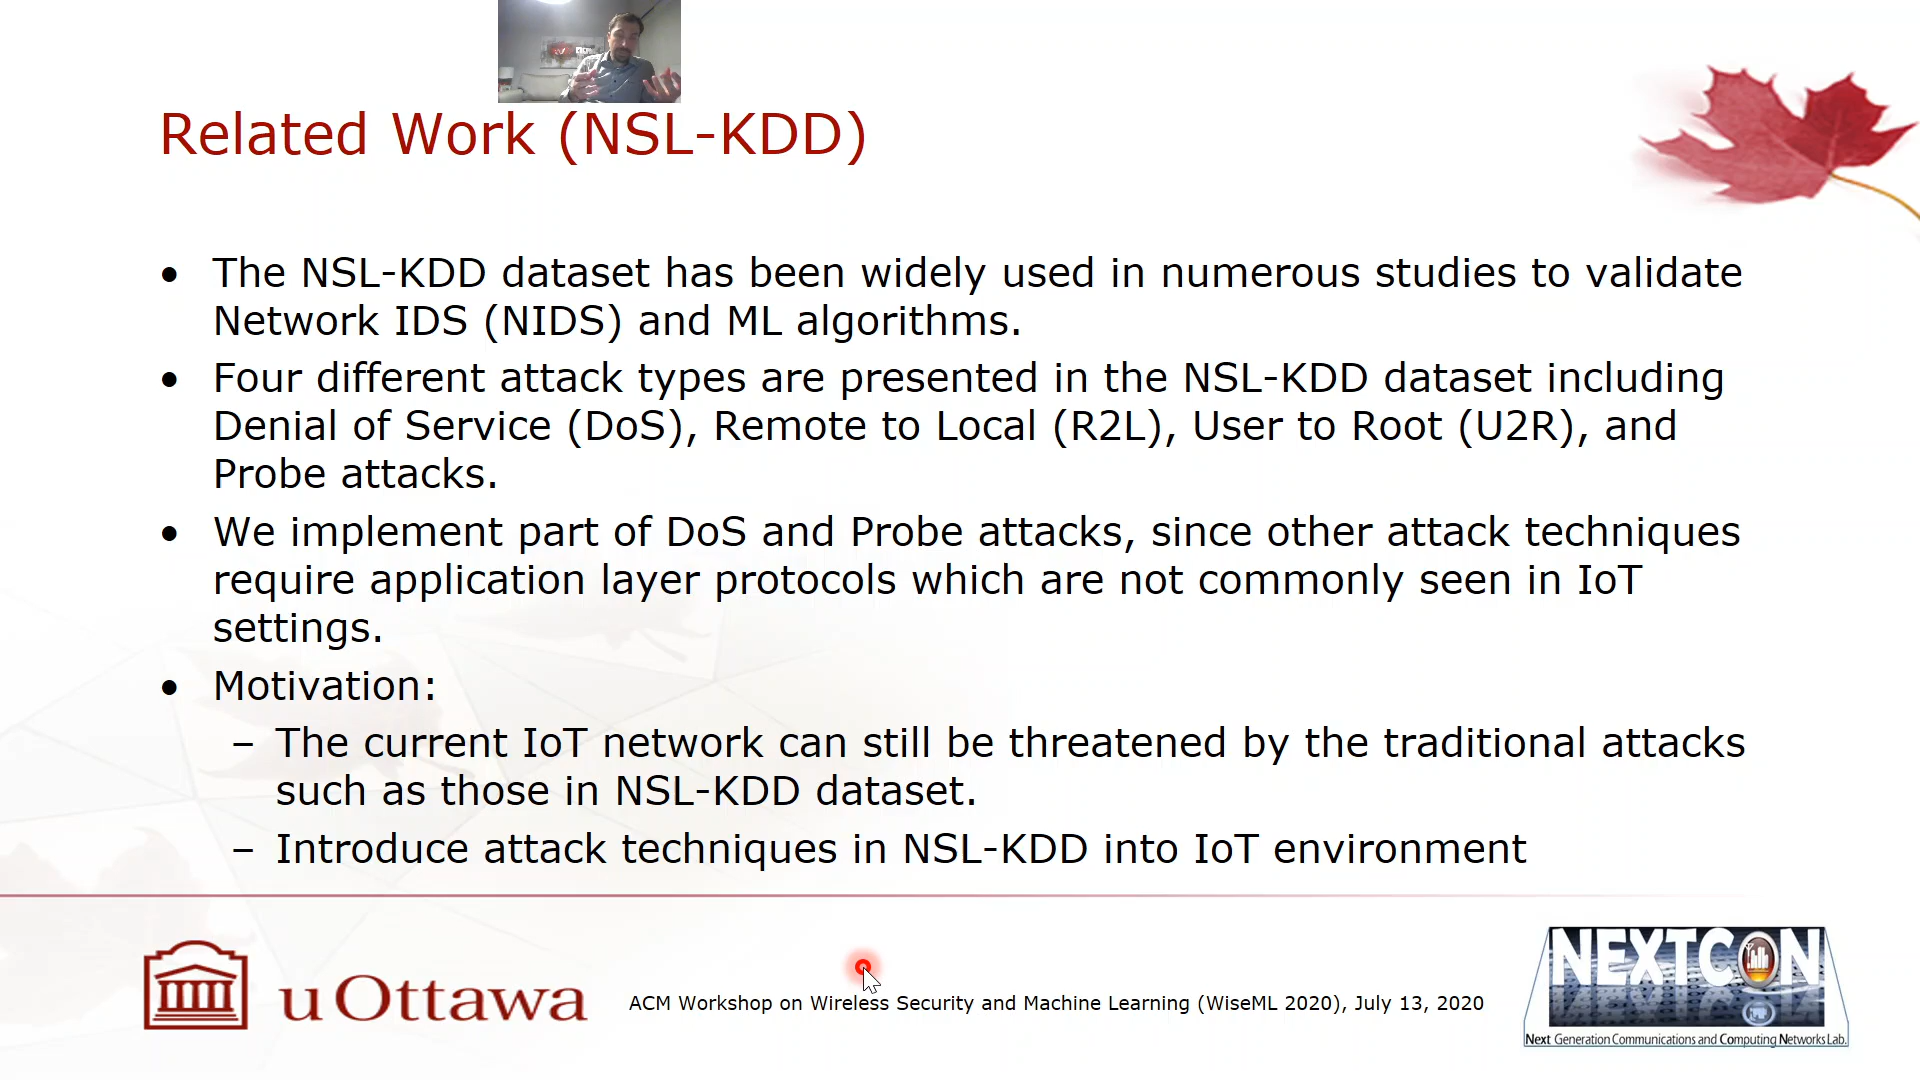 Related Work (NSL-KDD)
• The NSL-KDD dataset has been widely used in numerous studies to validate
Network IDS (NIDS) and ML algorithms.
• Four different attack types are presented in the NSL-KDD dataset including
Denial of Service (DoS), Remote to Local (R2L), User to Root (U2R), and
Probe attacks.
• We implement part of DoS and Probe attacks, since other attack techniques
require application layer protocols which are not commonly seen in IoT
settings.
• Motivation:
– The current IoT network can still be threatened by the traditional attacks
such as those in NSL-KDD dataset.
– Introduce attack techniques in NSL-KDD into IoT environment
uOttawa
ACM Workshop on Wireless Security and Machine Learning (WiseML 2020), July 13, 2020
NEXTCON
Next Generation Communications and Computing Networks Lab.